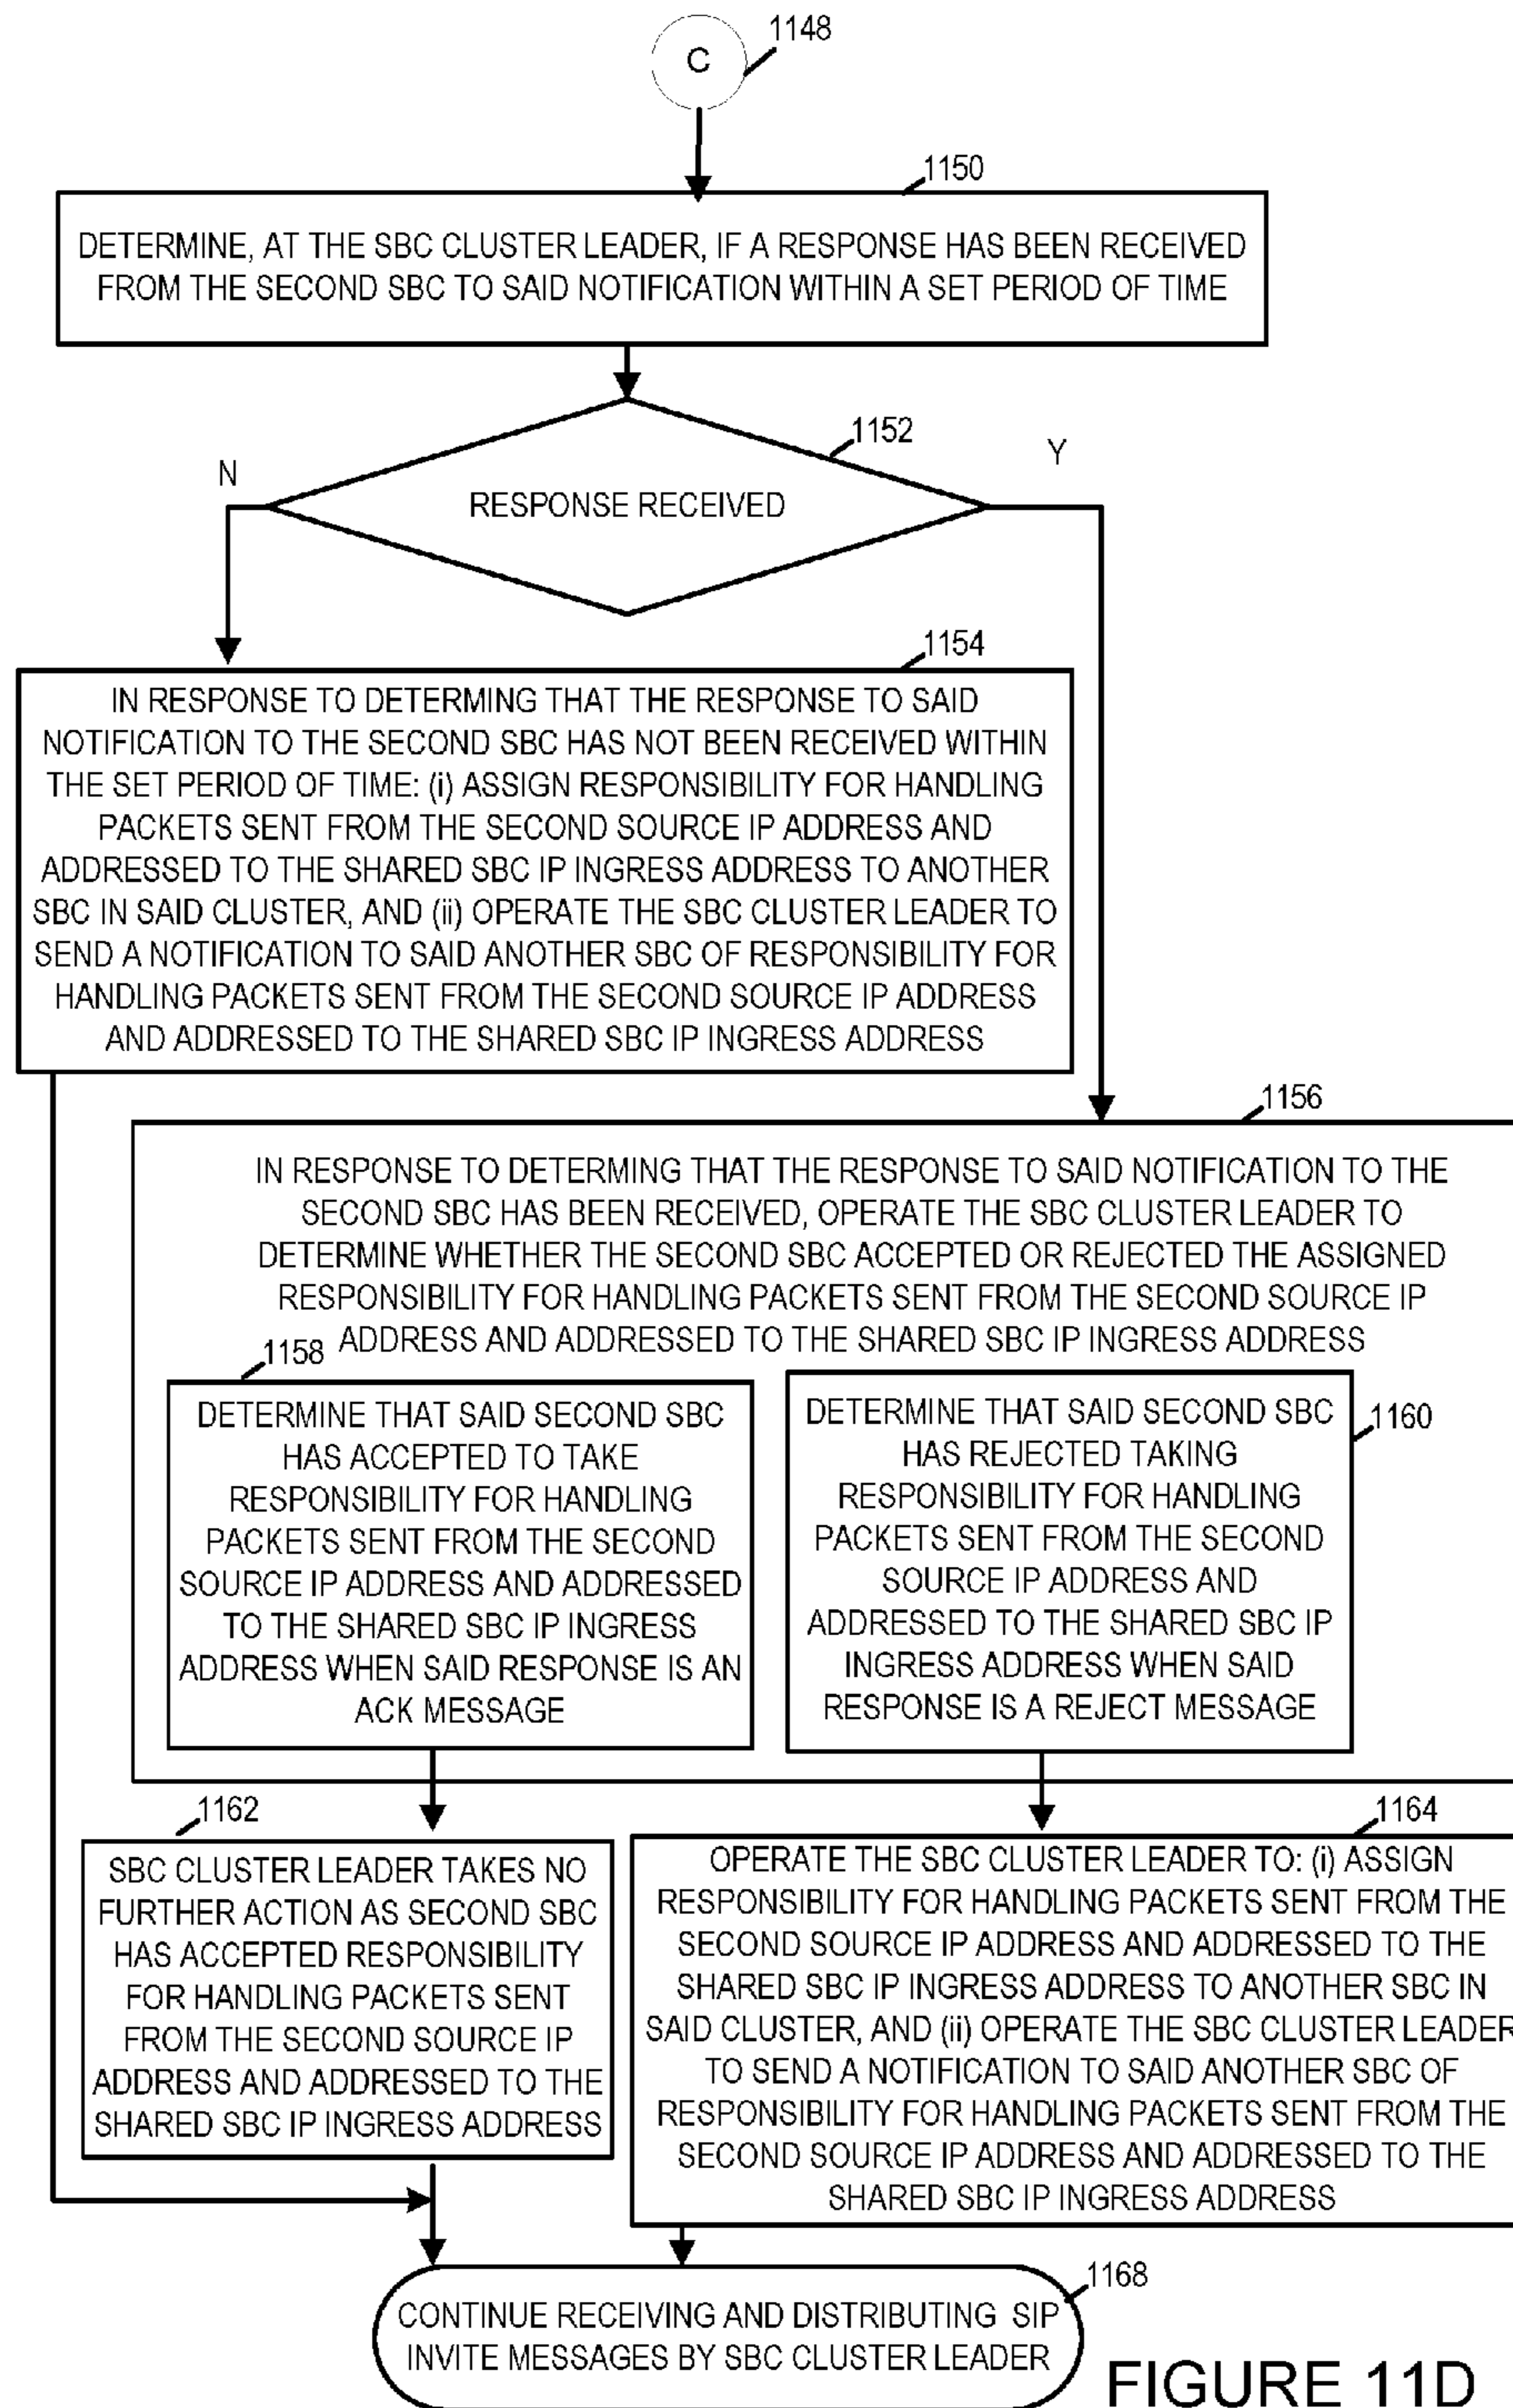 C
1148
1150
DETERMINE, AT THE SBC CLUSTER LEADER, IF A RESPONSE HAS BEEN RECEIVED
FROM THE SECOND SBC TO SAID NOTIFICATION WITHIN A SET PERIOD OF TIME
1152
N
Y
RESPONSE RECEIVED
1154
IN RESPONSE TO DETERMING THAT THE RESPONSE TO SAID
NOTIFICATION TO THE SECOND SBC HAS NOT BEEN RECEIVED WITHIN
THE SET PERIOD OF TIME: (i) ASSIGN RESPONSIBILITY FOR HANDLING
PACKETS SENT FROM THE SECOND SOURCE IP ADDRESS AND
ADDRESSED TO THE SHARED SBC IP INGRESS ADDRESS TO ANOTHER
SBC IN SAID CLUSTER, AND (ii) OPERATE THE SBC CLUSTER LEADER TO
SEND A NOTIFICATION TO SAID ANOTHER SBC OF RESPONSIBILITY FOR
HANDLING PACKETS SENT FROM THE SECOND SOURCE IP ADDRESS
AND ADDRESSED TO THE SHARED SBC IP INGRESS ADDRESS
1156
IN RESPONSE TO DETERMING THAT THE RESPONSE TO SAID NOTIFICATION TO THE
SECOND SBC HAS BEEN RECEIVED, OPERATE THE SBC CLUSTER LEADER TO
DETERMINE WHETHER THE SECOND SBC ACCEPTED OR REJECTED THE ASSIGNED
RESPONSIBILITY FOR HANDLING PACKETS SENT FROM THE SECOND SOURCE IP
ADDRESS AND ADDRESSED TO THE SHARED SBC IP INGRESS ADDRESS
1158
DETERMINE THAT SAID SECOND SBC
HAS ACCEPTED TO TAKE
RESPONSIBILITY FOR HANDLING
PACKETS SENT FROM THE SECOND
SOURCE IP ADDRESS AND ADDRESSED
TO THE SHARED SBC IP INGRESS
ADDRESS WHEN SAID RESPONSE IS AN
ACK MESSAGE
1160
DETERMINE THAT SAID SECOND SBC
HAS REJECTED TAKING
RESPONSIBILITY FOR HANDLING
PACKETS SENT FROM THE SECOND
SOURCE IP ADDRESS AND
ADDRESSED TO THE SHARED SBC IP
INGRESS ADDRESS WHEN SAID
RESPONSE IS A REJECT MESSAGE
1162
SBC CLUSTER LEADER TAKES NO
FURTHER ACTION AS SECOND SBC
HAS ACCEPTED RESPONSIBILITY
FOR HANDLING PACKETS SENT
FROM THE SECOND SOURCE IP
ADDRESS AND ADDRESSED TO THE
SHARED SBC IP INGRESS ADDRESS
1164
OPERATE THE SBC CLUSTER LEADER TO: (i) ASSIGN
RESPONSIBILITY FOR HANDLING PACKETS SENT FROM THE
SECOND SOURCE IP ADDRESS AND ADDRESSED TO THE
SHARED SBC IP INGRESS ADDRESS TO ANOTHER SBC IN
SAID CLUSTER, AND (ii) OPERATE THE SBC CLUSTER LEADER
TO SEND A NOTIFICATION TO SAID ANOTHER SBC OF
RESPONSIBILITY FOR HANDLING PACKETS SENT FROM THE
SECOND SOURCE IP ADDRESS AND ADDRESSED TO THE
SHARED SBC IP INGRESS ADDRESS
1168
CONTINUE RECEIVING AND DISTRIBUTING SIP
INVITE MESSAGES BY SBC CLUSTER LEADER
FIGURE 11D